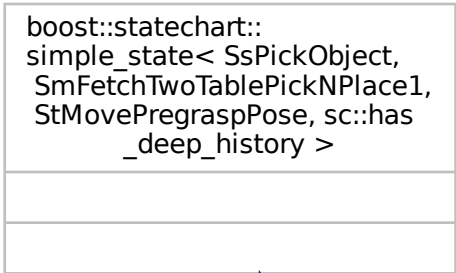 boost::statechart::
simple_state< SsPickObject,
SmFetchTwoTablePickNPlace1,
StMovePregraspPose, sc::has
_deep_history >